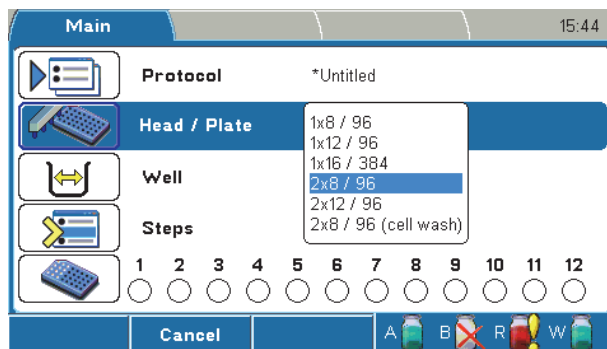 Main 15:44
Protocol *Untitled
Head / Plate
1x8 / 96
1x12 / 96
1x16 / 384
2x8 / 96
2x12 / 96
2x8 / 96 (cell wash)
Well
Steps
1 2 3 4 5 6 7 8 9 10 11 12
Cancel A B R ! W